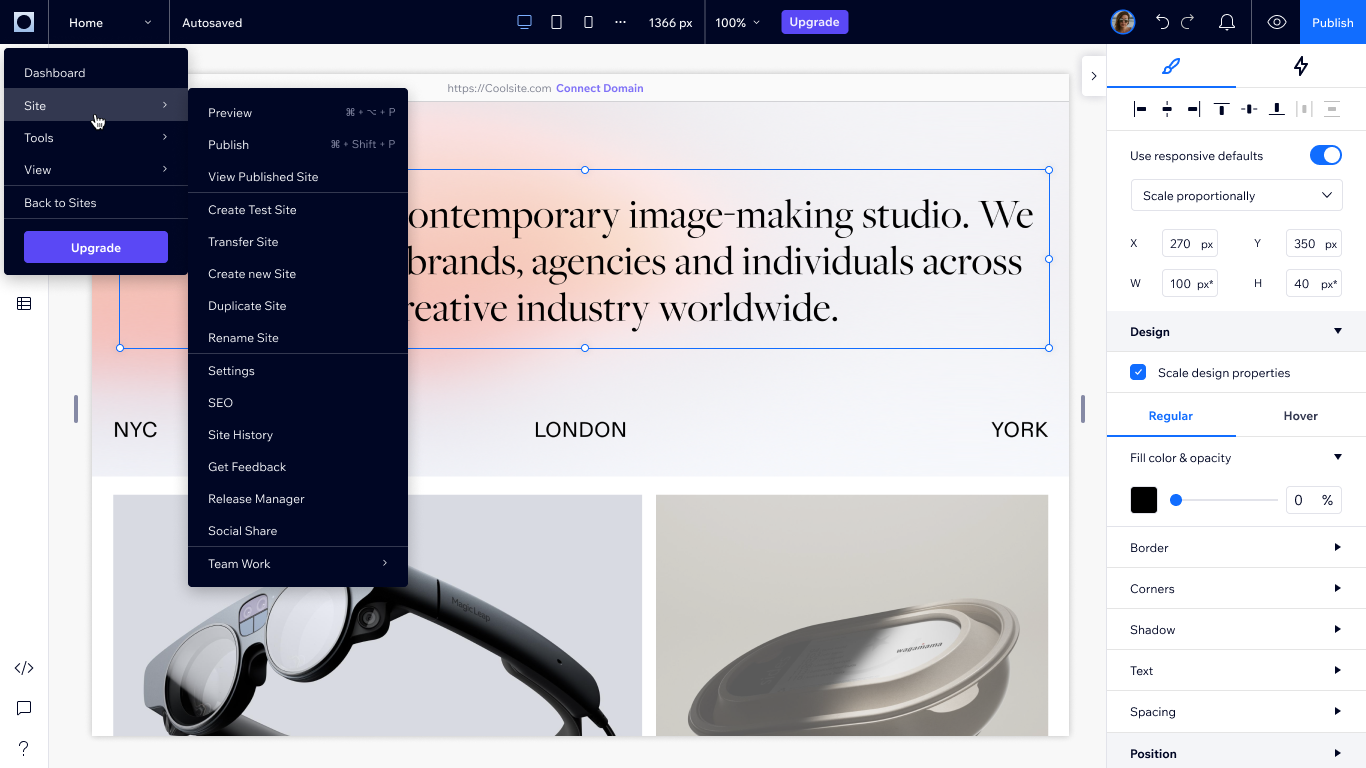 Home
Autosaved
1366 px
100%
Upgrade
Publish
Dashboard
Site
Tools
View
Back to Sites
Upgrade
Preview ⌘ + ⌥ + P
Publish ⌘ + Shift + P
View Published Site
Create Test Site
Transfer Site
Create new Site
Duplicate Site
Rename Site
Settings
SEO
Site History
Get Feedback
Release Manager
Social Share
Team Work
https://Coolsite.com Connect Domain
ontemporary image-making studio. We
brands, agencies and individuals across
reative industry worldwide.
NYC
LONDON
YORK
MagicLeap
wagamama
Use responsive defaults
Scale proportionally
X 270 px Y 350 px
W 100 px* H 40 px*
Design
Scale design properties
Regular Hover
Fill color & opacity
0 %
Border
Corners
Shadow
Text
Spacing
Position